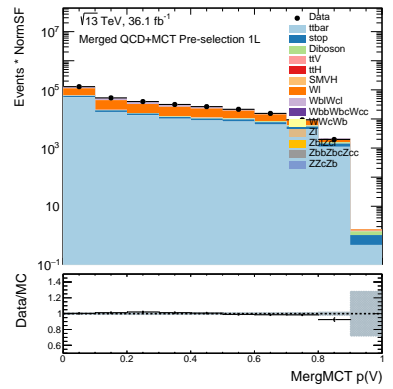 √13 TeV, 36.1 fb⁻¹
Merged QCD+MCT Pre-selection 1L
Data
ttbar
stop
Diboson
ttV
ttH
SMVH
Wl
WblWcl
WbbWbcWcc
WWcWb
Zl
ZblZcl
ZbbZbcZcc
ZZcZb
Events * NormSF
10⁷
10⁵
10³
10
10⁻¹
Data/MC
1.4
1.2
1
0.8
0.6
0 0.2 0.4 0.6 0.8 1
MergMCT p(V)